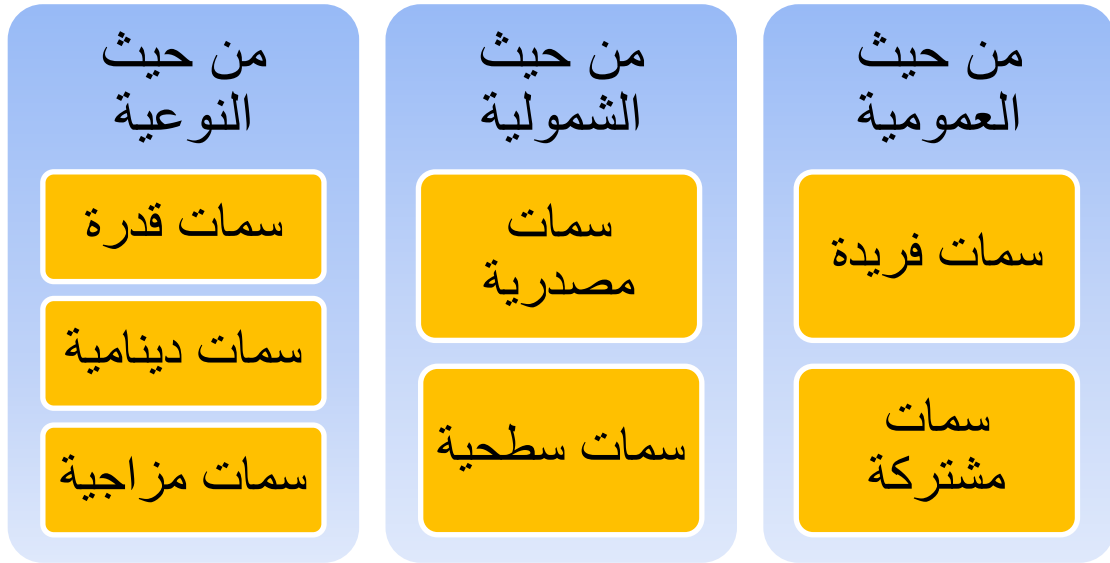 من حيث
العمومية
سمات فريدة
سمات
مشتركة
من حيث
الشمولية
سمات
مصدرية
سمات سطحية
من حيث
النوعية
سمات قدرة
سمات دينامية
سمات مزاجية